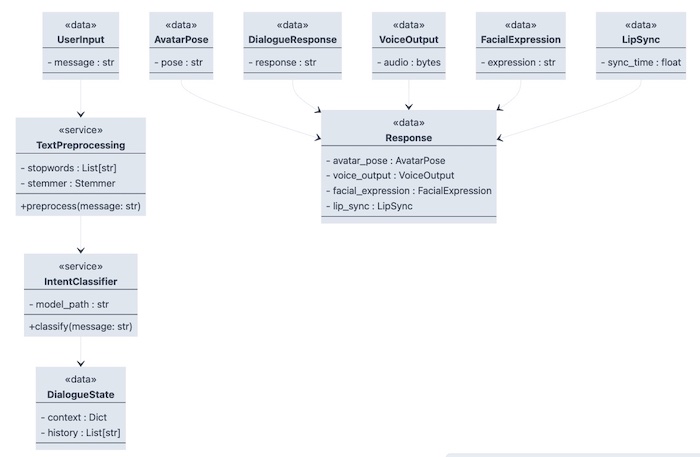 «data»
UserInput
- message : str
«data»
AvatarPose
- pose : str
«data»
DialogueResponse
- response : str
«data»
VoiceOutput
- audio : bytes
«data»
FacialExpression
- expression : str
«data»
LipSync
- sync_time : float
«service»
TextPreprocessing
- stopwords : List[str]
- stemmer : Stemmer
+preprocess(message: str)
«data»
Response
- avatar_pose : AvatarPose
- voice_output : VoiceOutput
- facial_expression : FacialExpression
- lip_sync : LipSync
«service»
IntentClassifier
- model_path : str
+classify(message: str)
«data»
DialogueState
- context : Dict
- history : List[str]